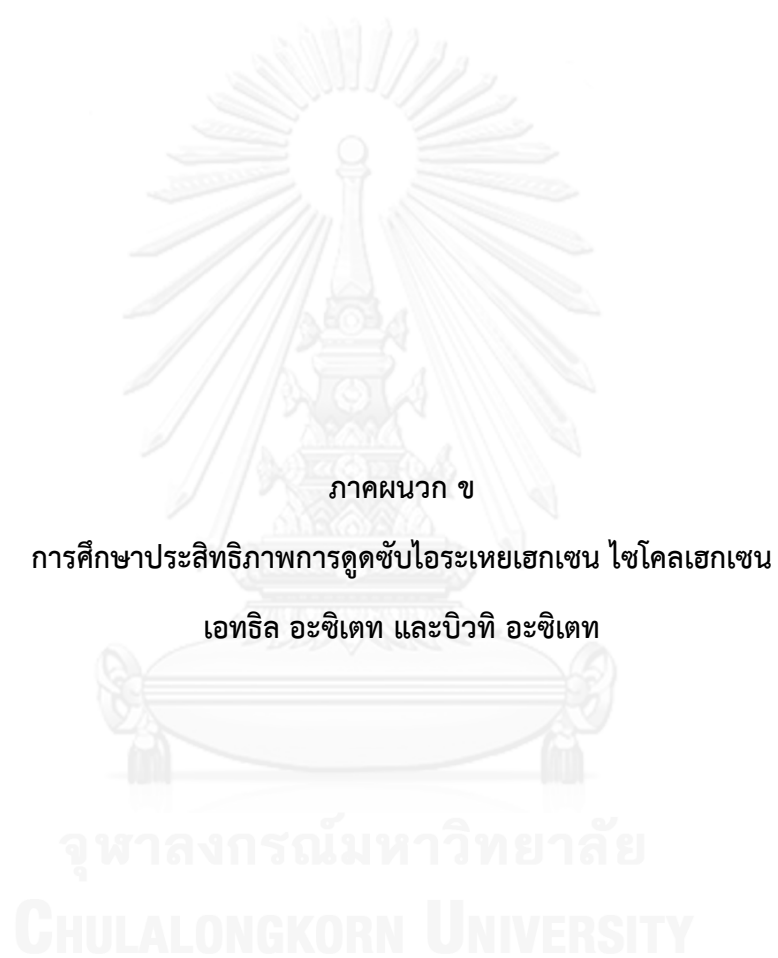 ภาคผนวก ข
การศึกษาประสิทธิภาพการดูดซับไอระเหยเฮกเซน ไซโคลเฮกเซน
เอทธิล อะซิเตท และบิวทิ อะซิเตท
จุฬาลงกรณ์มหาวิทยาลัย
CHULALONGKORN UNIVERSITY